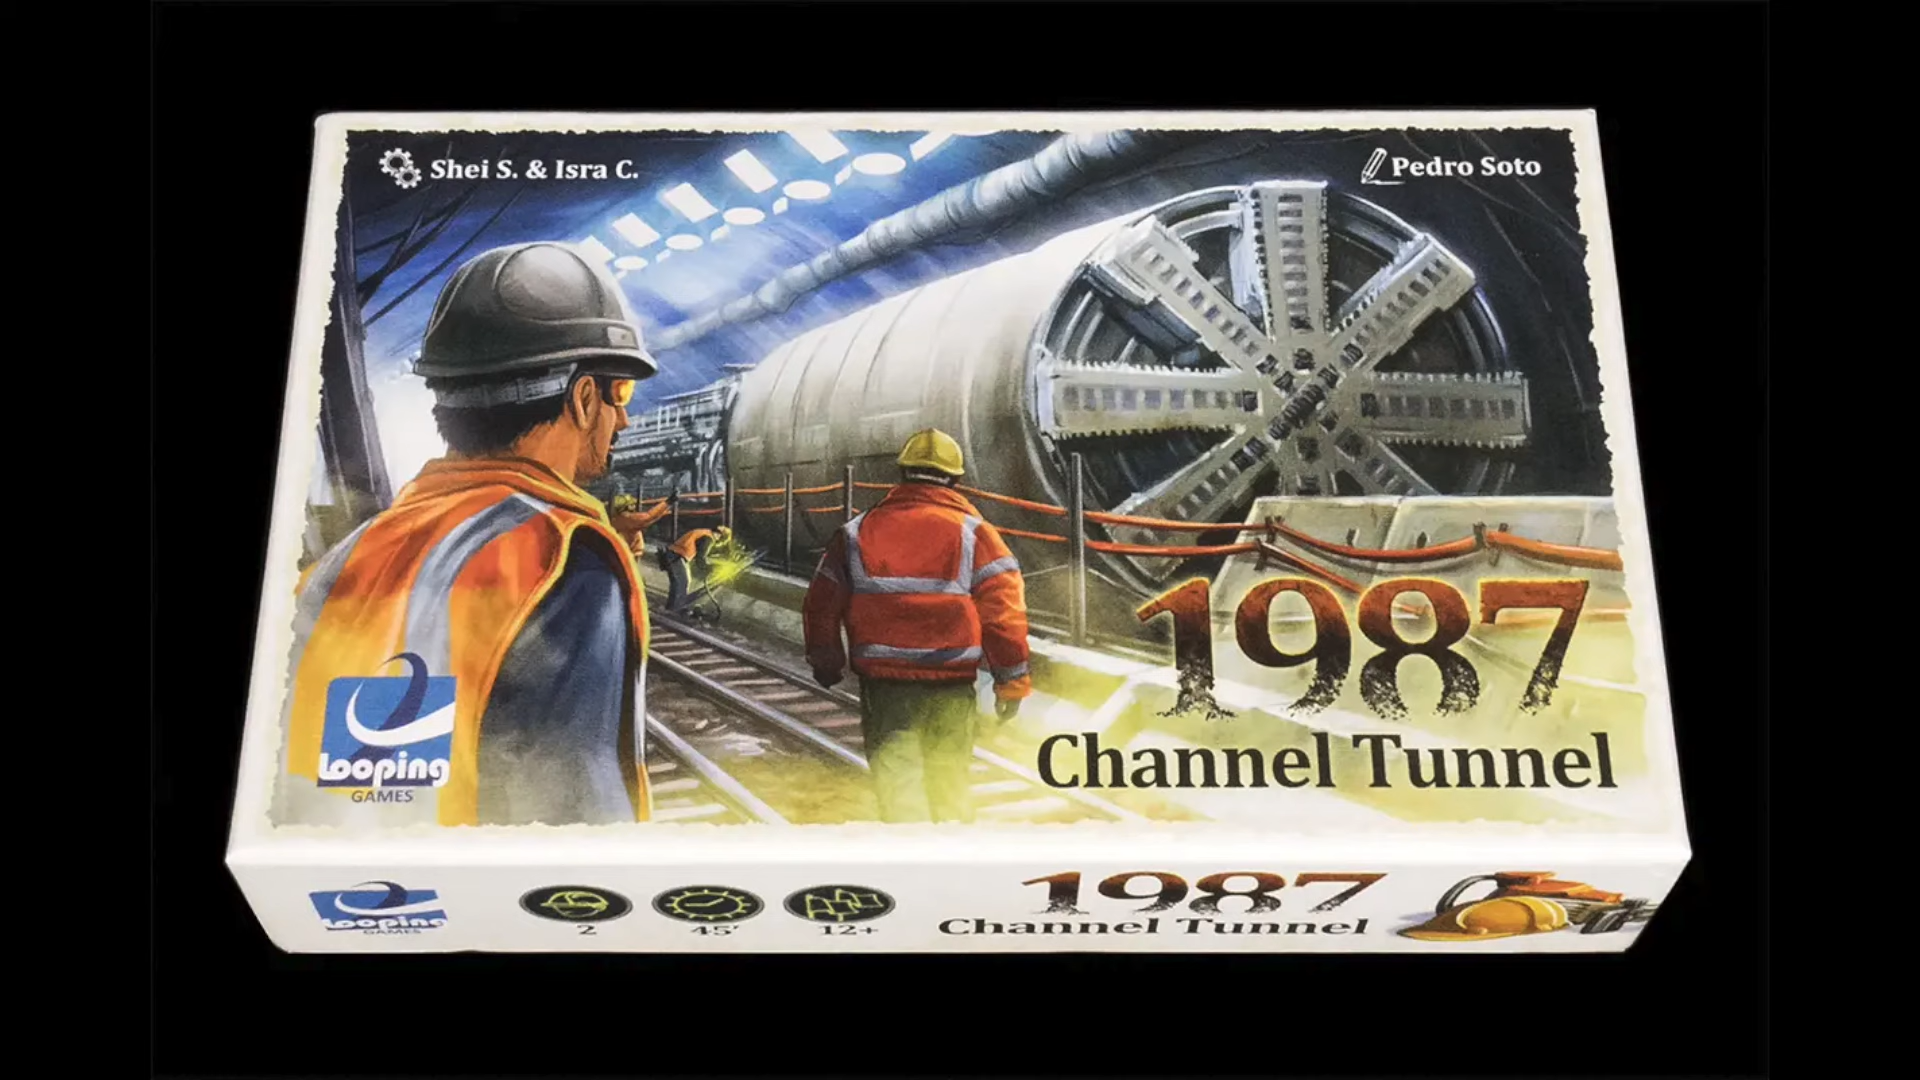 Shei S. & Isra C.
Pedro Soto
1987
Channel Tunnel
Looping
GAMES
Looping
GAMES
2
45'
12+
1987
Channel Tunnel